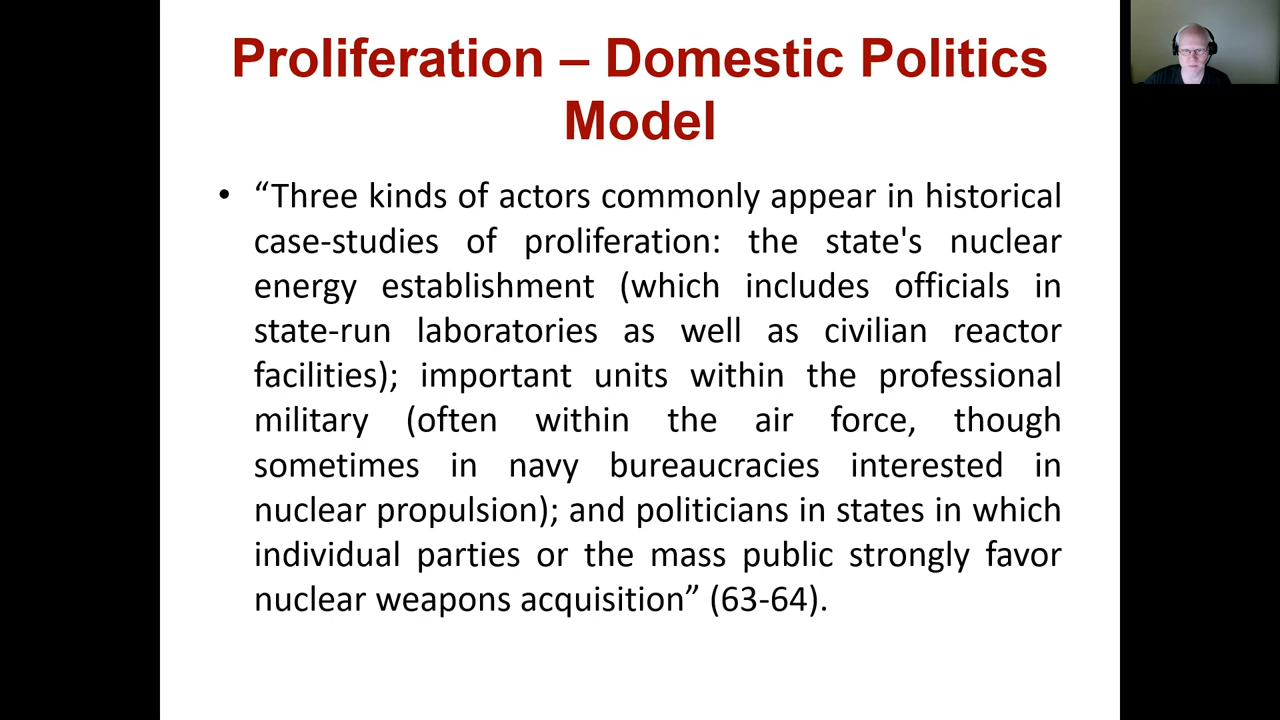 Proliferation – Domestic Politics
Model
• “Three kinds of actors commonly appear in historical
case-studies of proliferation: the state's nuclear
energy establishment (which includes officials in
state-run laboratories as well as civilian reactor
facilities); important units within the professional
military (often within the air force, though
sometimes in navy bureaucracies interested in
nuclear propulsion); and politicians in states in which
individual parties or the mass public strongly favor
nuclear weapons acquisition” (63-64).